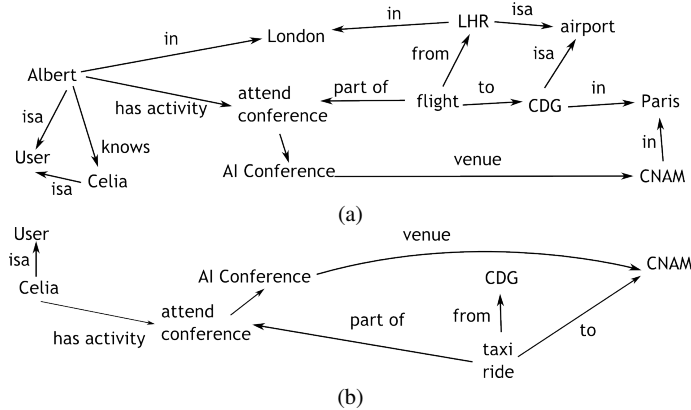 in
LHR
isa
airport
in
London
from
isa
Albert
has activity
attend
conference
part of
flight
to
CDG
in
Paris
isa
knows
User
isa
Celia
AI Conference
venue
in
CNAM
(a)
User
isa
Celia
has activity
attend
conference
AI Conference
venue
CDG
CNAM
part of
from
to
taxi
ride
(b)